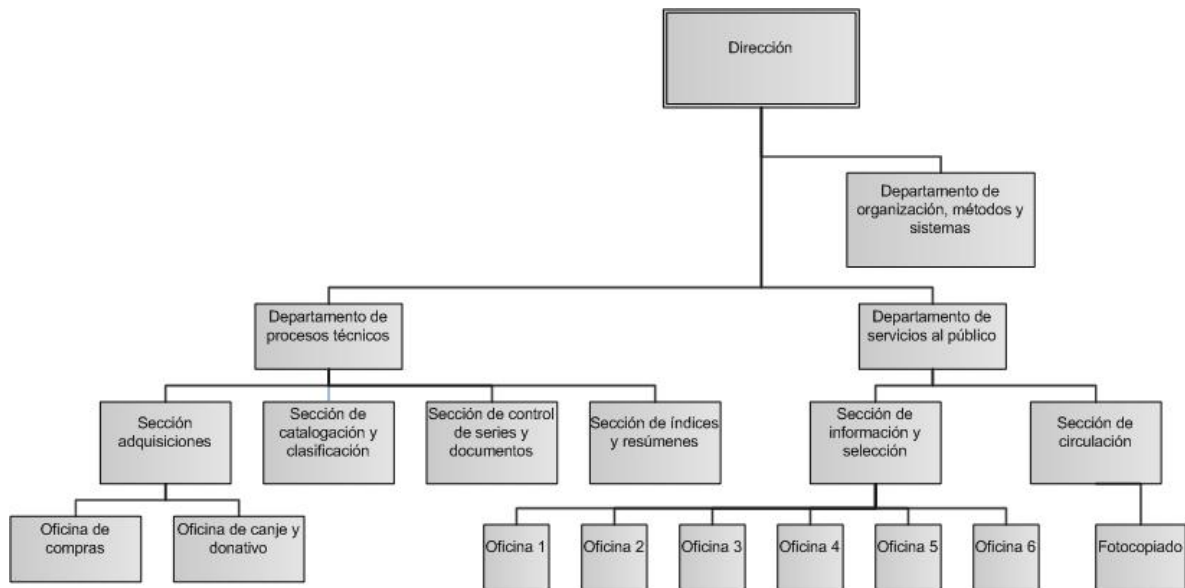 Dirección
Departamento de
organización, métodos y
sistemas
Departamento de
procesos técnicos
Departamento de
servicios al público
Sección
adquisiciones
Sección de
catalogación y
clasificación
Sección de control
de series y
documentos
Sección de índices
y resúmenes
Sección de
información y
selección
Sección de
circulación
Oficina de
compras
Oficina de canje y
donativo
Oficina 1
Oficina 2
Oficina 3
Oficina 4
Oficina 5
Oficina 6
Fotocopiado